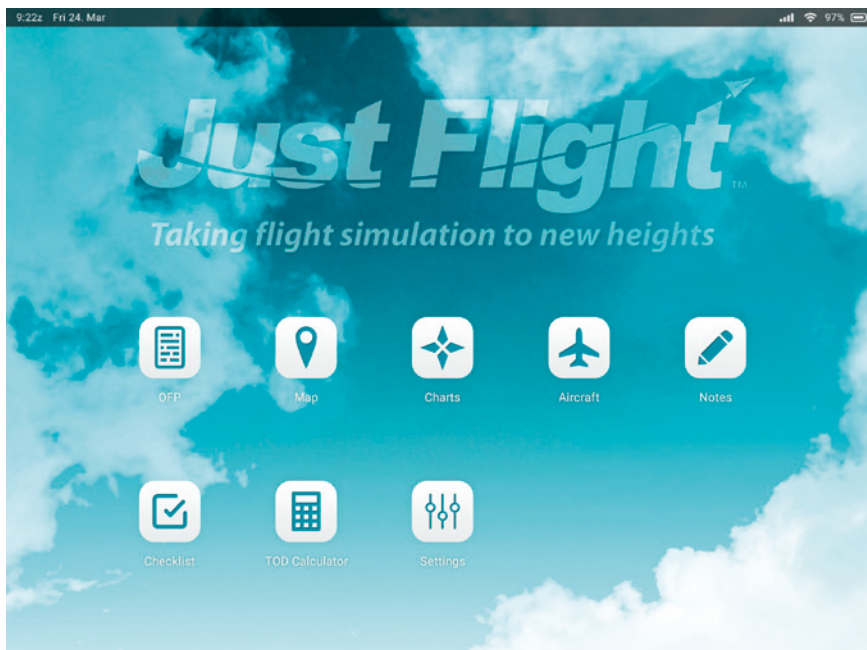 9:22z Fri 24. Mar 97%
Just Flight TM
Taking flight simulation to new heights
OFP Map Charts Aircraft Notes
Checklist TOD Calculator Settings